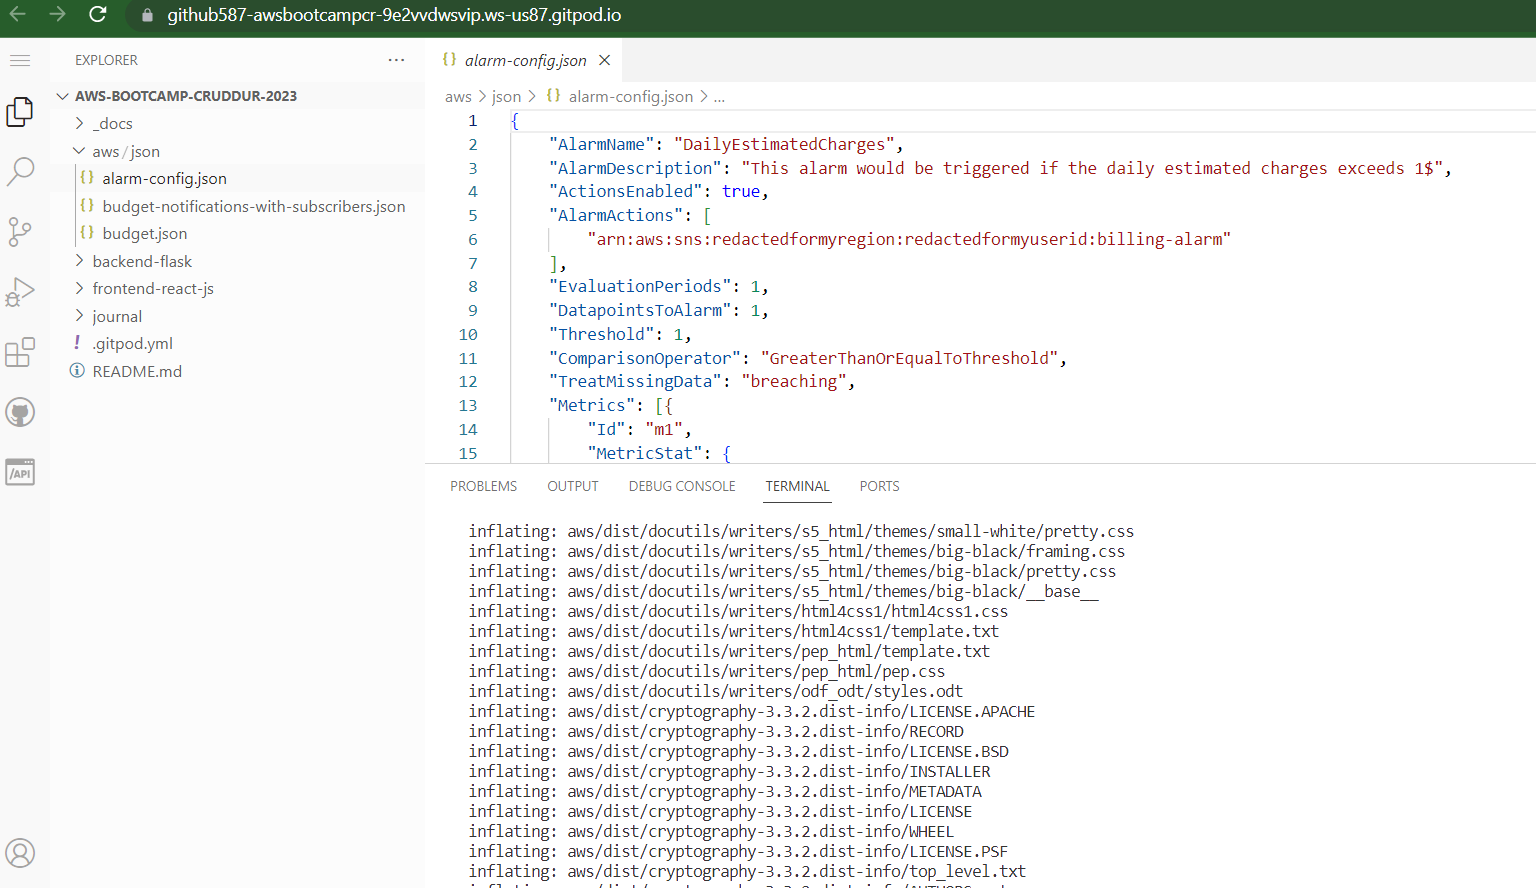 github587-awsbootcampcr-9e2vvdwsvip.ws-us87.gitpod.io
EXPLORER
AWS-BOOTCAMP-CRUDDUR-2023
_docs
aws / json
{} alarm-config.json
{} budget-notifications-with-subscribers.json
{} budget.json
backend-flask
frontend-react-js
journal
! .gitpod.yml
README.md
/API
{} alarm-config.json
aws > json > {} alarm-config.json > ...
1 {
2 "AlarmName": "DailyEstimatedCharges",
3 "AlarmDescription": "This alarm would be triggered if the daily estimated charges exceeds 1$",
4 "ActionsEnabled": true,
5 "AlarmActions": [
6 "arn:aws:sns:redactedformyregion:redactedformyuserid:billing-alarm"
7 ],
8 "EvaluationPeriods": 1,
9 "DatapointsToAlarm": 1,
10 "Threshold": 1,
11 "ComparisonOperator": "GreaterThanOrEqualToThreshold",
12 "TreatMissingData": "breaching",
13 "Metrics": [{
14 "Id": "m1",
15 "MetricStat": {
PROBLEMS OUTPUT DEBUG CONSOLE TERMINAL PORTS
inflating: aws/dist/docutils/writers/s5_html/themes/small-white/pretty.css
inflating: aws/dist/docutils/writers/s5_html/themes/big-black/framing.css
inflating: aws/dist/docutils/writers/s5_html/themes/big-black/pretty.css
inflating: aws/dist/docutils/writers/s5_html/themes/big-black/__base__
inflating: aws/dist/docutils/writers/html4css1/html4css1.css
inflating: aws/dist/docutils/writers/html4css1/template.txt
inflating: aws/dist/docutils/writers/pep_html/template.txt
inflating: aws/dist/docutils/writers/pep_html/pep.css
inflating: aws/dist/docutils/writers/odf_odt/styles.odt
inflating: aws/dist/cryptography-3.3.2.dist-info/LICENSE.APACHE
inflating: aws/dist/cryptography-3.3.2.dist-info/RECORD
inflating: aws/dist/cryptography-3.3.2.dist-info/LICENSE.BSD
inflating: aws/dist/cryptography-3.3.2.dist-info/INSTALLER
inflating: aws/dist/cryptography-3.3.2.dist-info/METADATA
inflating: aws/dist/cryptography-3.3.2.dist-info/LICENSE
inflating: aws/dist/cryptography-3.3.2.dist-info/WHEEL
inflating: aws/dist/cryptography-3.3.2.dist-info/LICENSE.PSF
inflating: aws/dist/cryptography-3.3.2.dist-info/top_level.txt